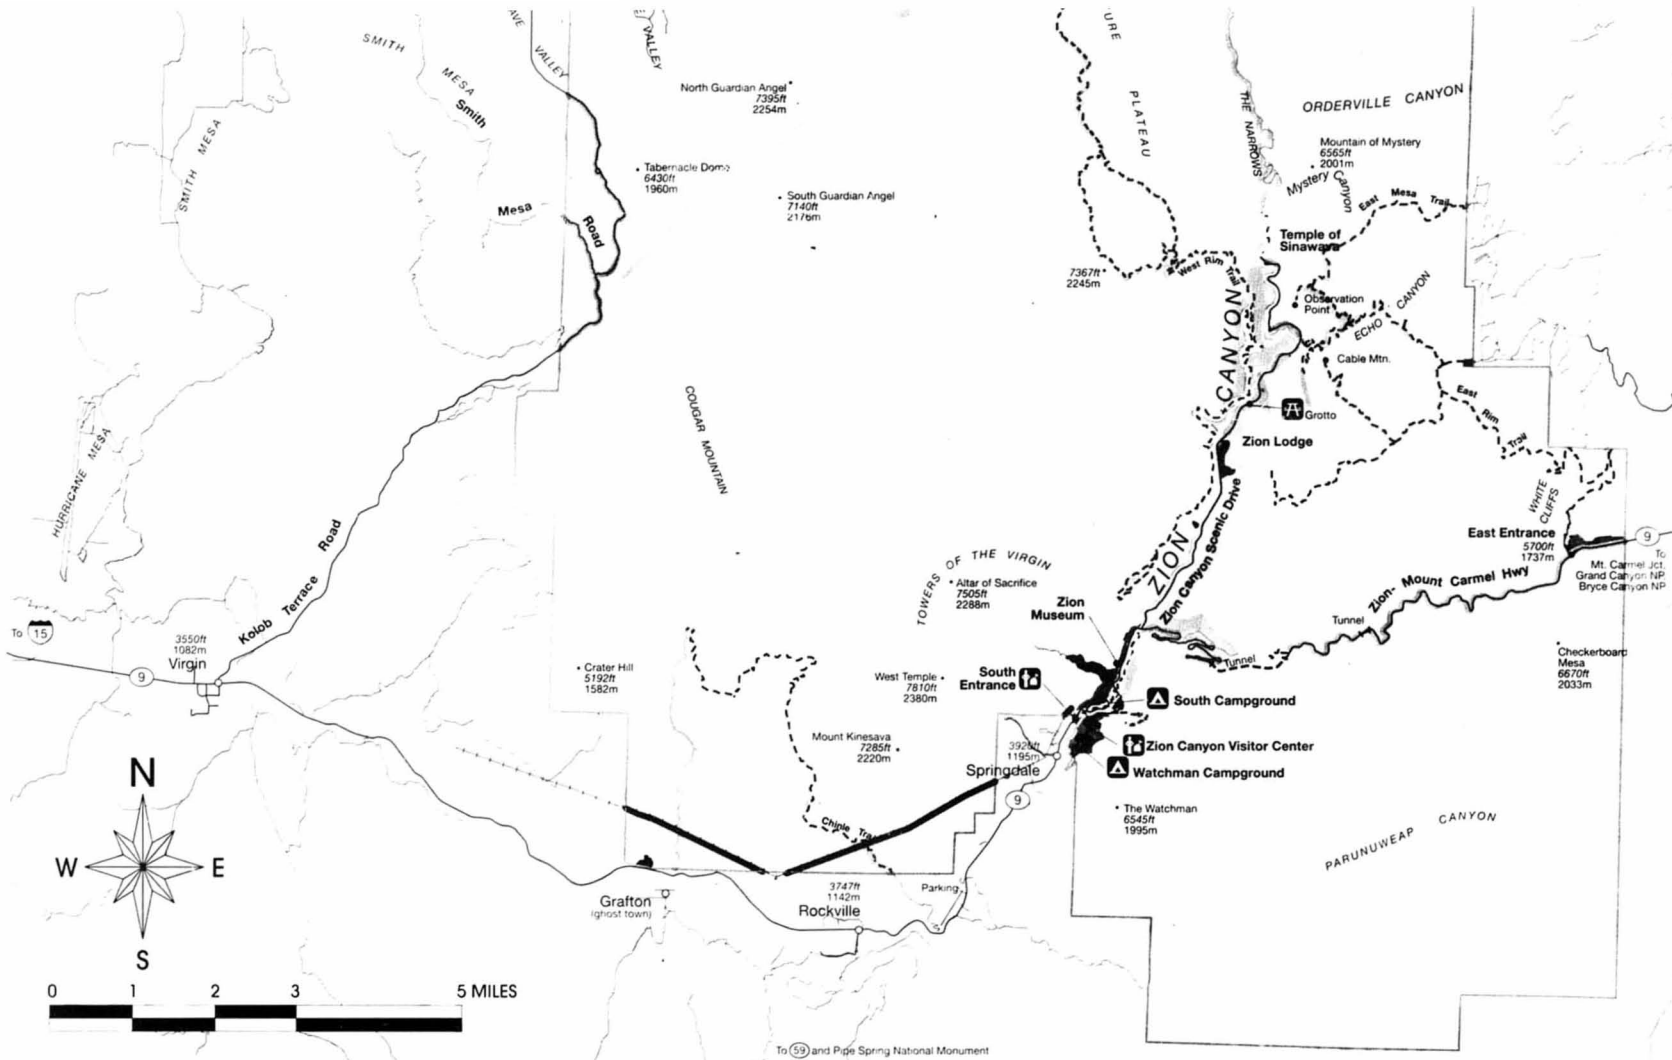 SMITH
MESA
Smith
AVE
VALLEY
VALLEY
SMITH MESA
Mesa
Road
North Guardian Angel
7395ft
2254m
Tabernacle Dome
6430ft
1960m
South Guardian Angel
7140ft
2176m
URE
PLATEAU
THE NARROWS
ORDERVILLE CANYON
Mountain of Mystery
6565ft
2001m
Mystery Canyon
East Mesa Trail
Temple of
Sinawava
7367ft
2245m
West Rim Trail
Observation
Point
ECHO CANYON
Cable Mtn.
Grotto
East Rim Trail
Zion Lodge
ZION CANYON
Zion Canyon Scenic Drive
COUGAR MOUNTAIN
HURRICANE MESA
WHITE
CLIFFS
East Entrance
5700ft
1737m
9
To
Mt. Carmel Jct.
Grand Canyon NP
Bryce Canyon NP
Zion- Mount Carmel Hwy
Tunnel
Tunnel
Checkerboard
Mesa
6670ft
2033m
TOWERS OF THE VIRGIN
Altar of Sacrifice
7505ft
2288m
Zion
Museum
South
Entrance
West Temple
7810ft
2380m
South Campground
Zion Canyon Visitor Center
Watchman Campground
The Watchman
6545ft
1995m
PARUNUWEAP CANYON
Kolob Terrace Road
To 15
3550ft
1082m
Virgin
9
Crater Hill
5192ft
1582m
Mount Kinesava
7285ft
2220m
3920ft
1195m
Springdale
9
Chinle Trail
Parking
3747ft
1142m
Rockville
Grafton
(ghost town)
N
W E
S
0 1 2 3 5 MILES
To 59 and Pipe Spring National Monument